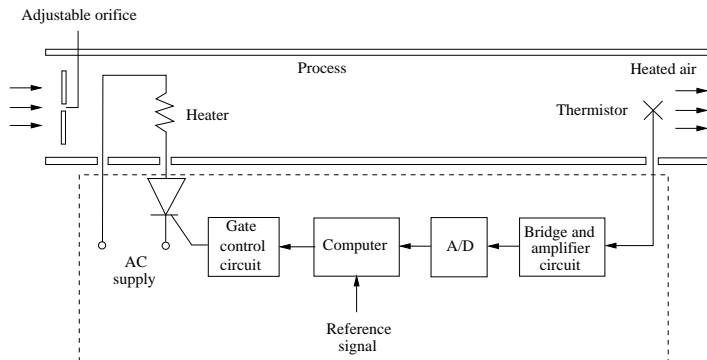 Adjustable orifice
Process
Heated air
Heater
Thermistor
Gate
control
circuit
Computer
A/D
Bridge and
amplifier
circuit
AC
supply
Reference
signal